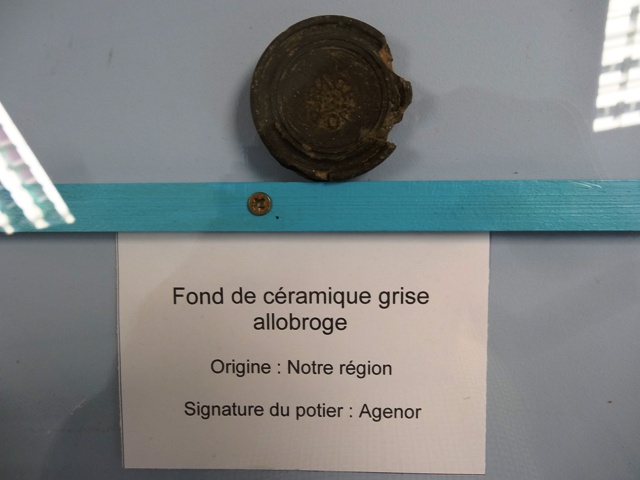 Fond de céramique grise
allobroge
Origine : Notre région
Signature du potier : Agenor